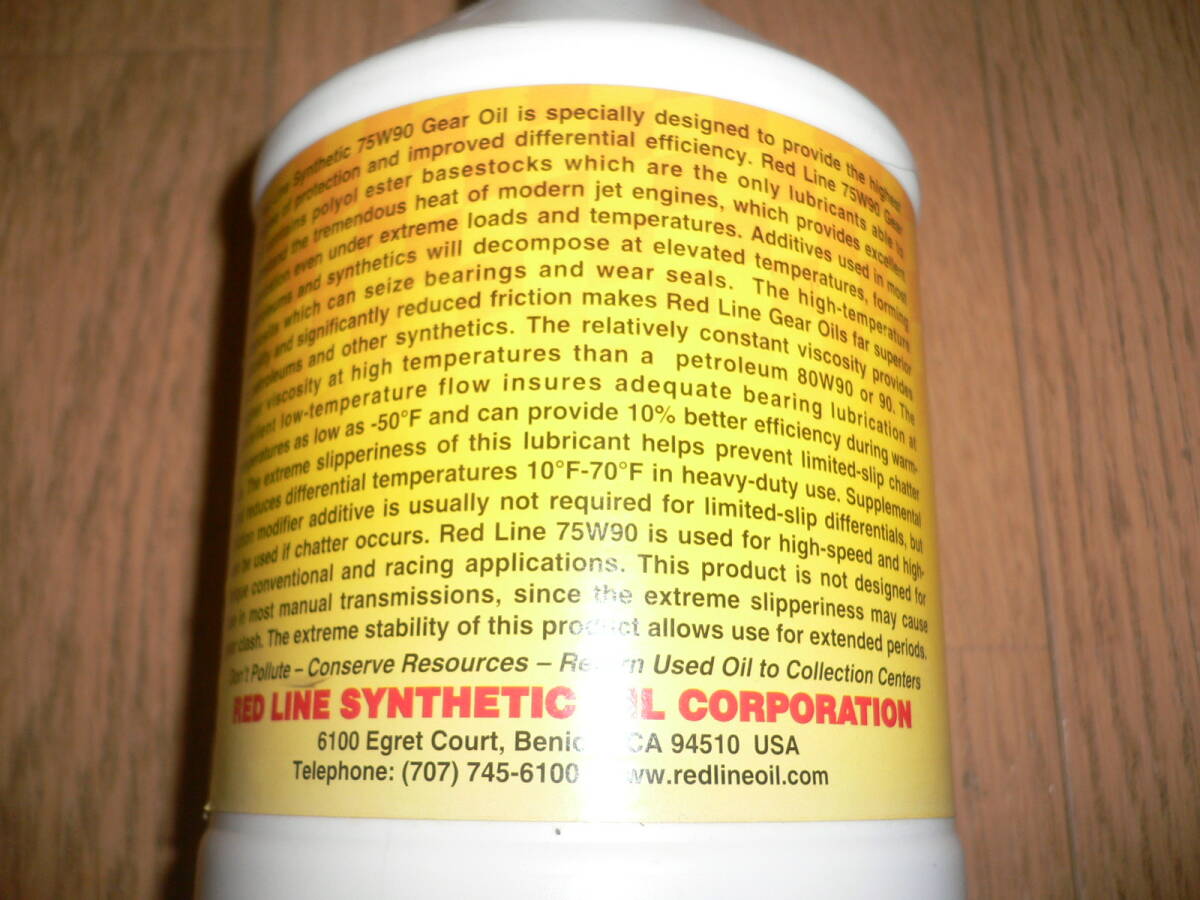 Synthetic 75W90 Gear Oil is specially designed to provide the highest
of protection and improved differential efficiency. Red Line 75W90 Gear
polyol ester basestocks which are the only lubricants able to
the tremendous heat of modern jet engines, which provides excellent
even under extreme loads and temperatures. Additives used in most
and synthetics will decompose at elevated temperatures, forming
which can seize bearings and wear seals. The high-temperature
and significantly reduced friction makes Red Line Gear Oils far superior
and other synthetics. The relatively constant viscosity provides
viscosity at high temperatures than a petroleum 80W90 or 90. The
low-temperature flow insures adequate bearing lubrication at
as low as -50°F and can provide 10% better efficiency during warm-
The extreme slipperiness of this lubricant helps prevent limited-slip chatter
reduces differential temperatures 10°F-70°F in heavy-duty use. Supplemental
modifier additive is usually not required for limited-slip differentials, but
be used if chatter occurs. Red Line 75W90 is used for high-speed and high-
conventional and racing applications. This product is not designed for
in most manual transmissions, since the extreme slipperiness may cause
clash. The extreme stability of this product allows use for extended periods.
Don't Pollute – Conserve Resources – Return Used Oil to Collection Centers
RED LINE SYNTHETIC OIL CORPORATION
6100 Egret Court, Benicia, CA 94510 USA
Telephone: (707) 745-6100 www.redlineoil.com